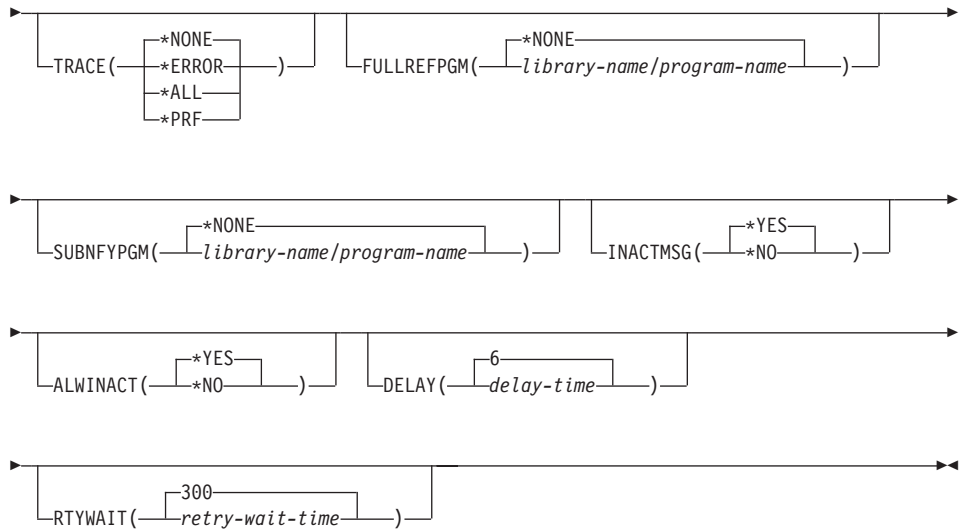 *NONE *NONE
TRACE( *ERROR ) FULLREFPGM( library-name/program-name )
*ALL
*PRF
*NONE *YES
SUBNFYPGM( library-name/program-name ) INACTMSG( *NO )
*YES 6
ALWINACT( *NO ) DELAY( delay-time )
300
RTYWAIT( retry-wait-time )